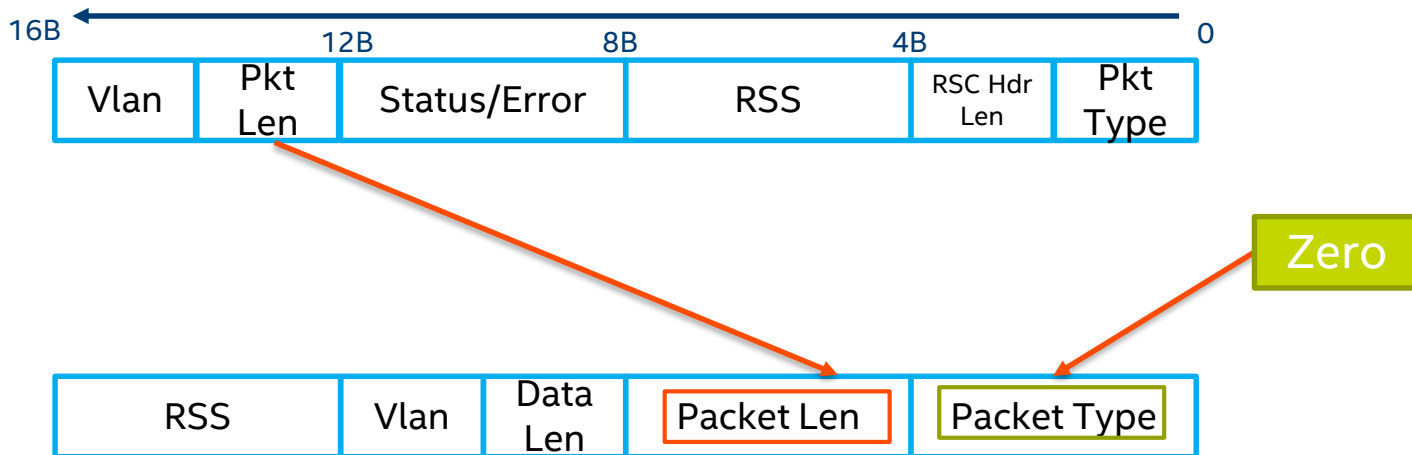 16B 12B 8B 4B 0
Vlan
Pkt
Len
Status/Error
RSS
RSC Hdr
Len
Pkt
Type
Zero
RSS
Vlan
Data
Len
Packet Len
Packet Type